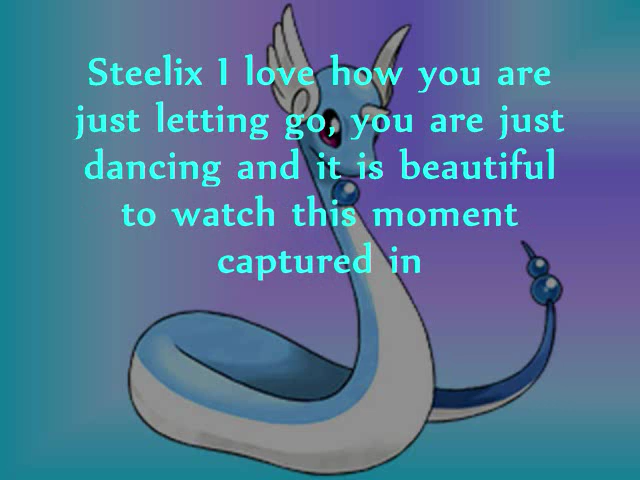 Steelix I love how you are
just letting go, you are just
dancing and it is beautiful
to watch this moment
captured in